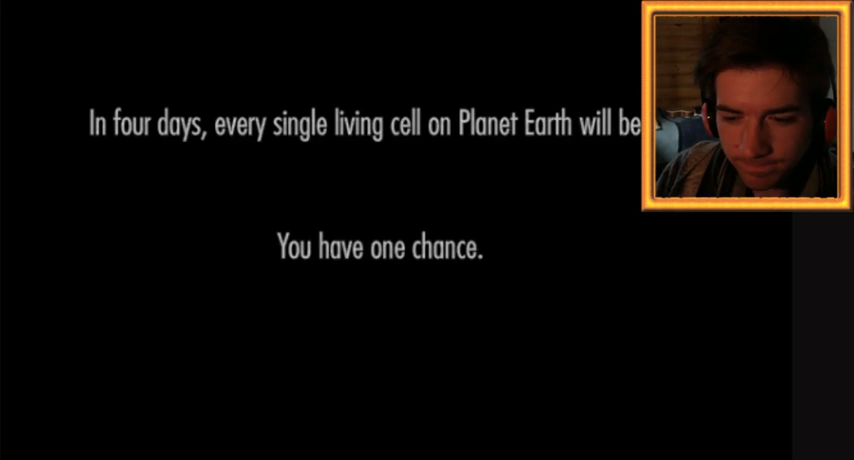 In four days, every single living cell on Planet Earth will be
You have one chance.